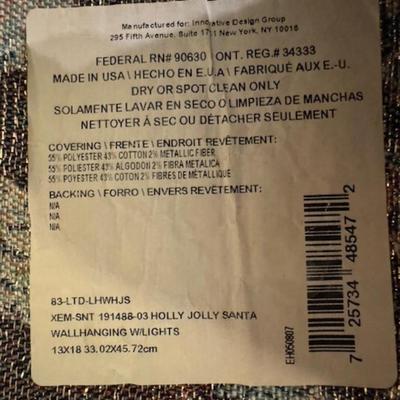 Manufactured for: Innovative Design Group
295 Fifth Avenue, Suite 1711 New York, NY 10016
FEDERAL RN# 90630 \ ONT. REG.# 34333
MADE IN USA \ HECHO EN E.U.A \ FABRIQUÉ AUX E.-U.
DRY OR SPOT CLEAN ONLY
SOLAMENTE LAVAR EN SECO O LIMPIEZA DE MANCHAS
NETTOYER À SEC OU DÉTACHER SEULEMENT
COVERING \ FRENTE \ ENDROIT REVÊTEMENT:
55% POLYESTER 43% COTTON 2% METALLIC FIBER
55% POLIESTER 43% ALGODON 2% FIBRA METALICA
55% POYESTER 43% COTON 2% FIBRES DE MÉTALLIQUE
BACKING \ FORRO \ ENVERS REVÊTEMENT:
N/A
N/A
N/A
83-LTD-LHWHJS
XEM-SNT 191488-03 HOLLY JOLLY SANTA
WALLHANGING W/LIGHTS
13X18 33.02X45.72cm
EH050807
7 25734 48547 2